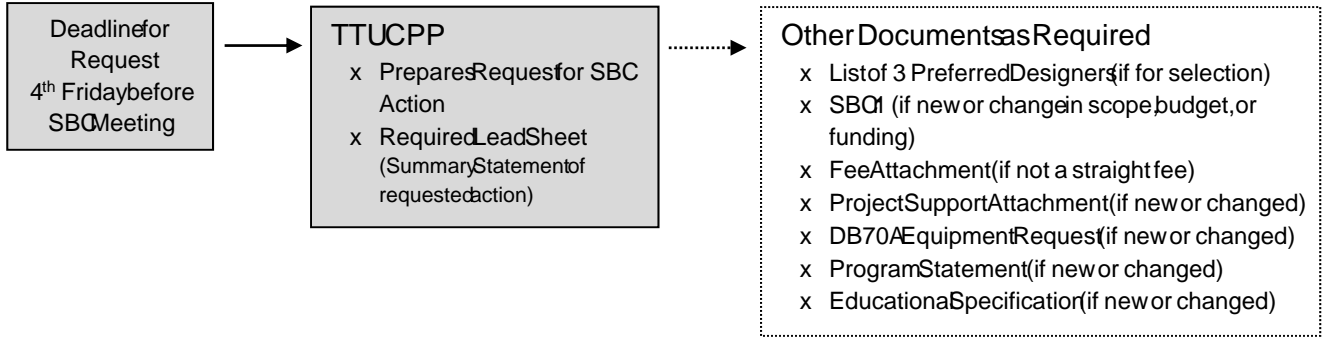 Deadlinefor
Request
4th Fridaybefore
SBCMeeting
TTUCPP
x PreparesRequestfor SBC
Action
x RequiredLeadSheet
(SummaryStatementof
requestedaction)
OtherDocumentsasRequired
x Listof 3 PreferredDesigners(if for selection)
x SBC1 (if newor changein scope,budget,or
funding)
x FeeAttachment(if not a straightfee)
x ProjectSupportAttachment(if newor changed)
x DB70AEquipmentRequest(if newor changed)
x ProgramStatement(if newor changed)
x EducationalSpecification(if newor changed)